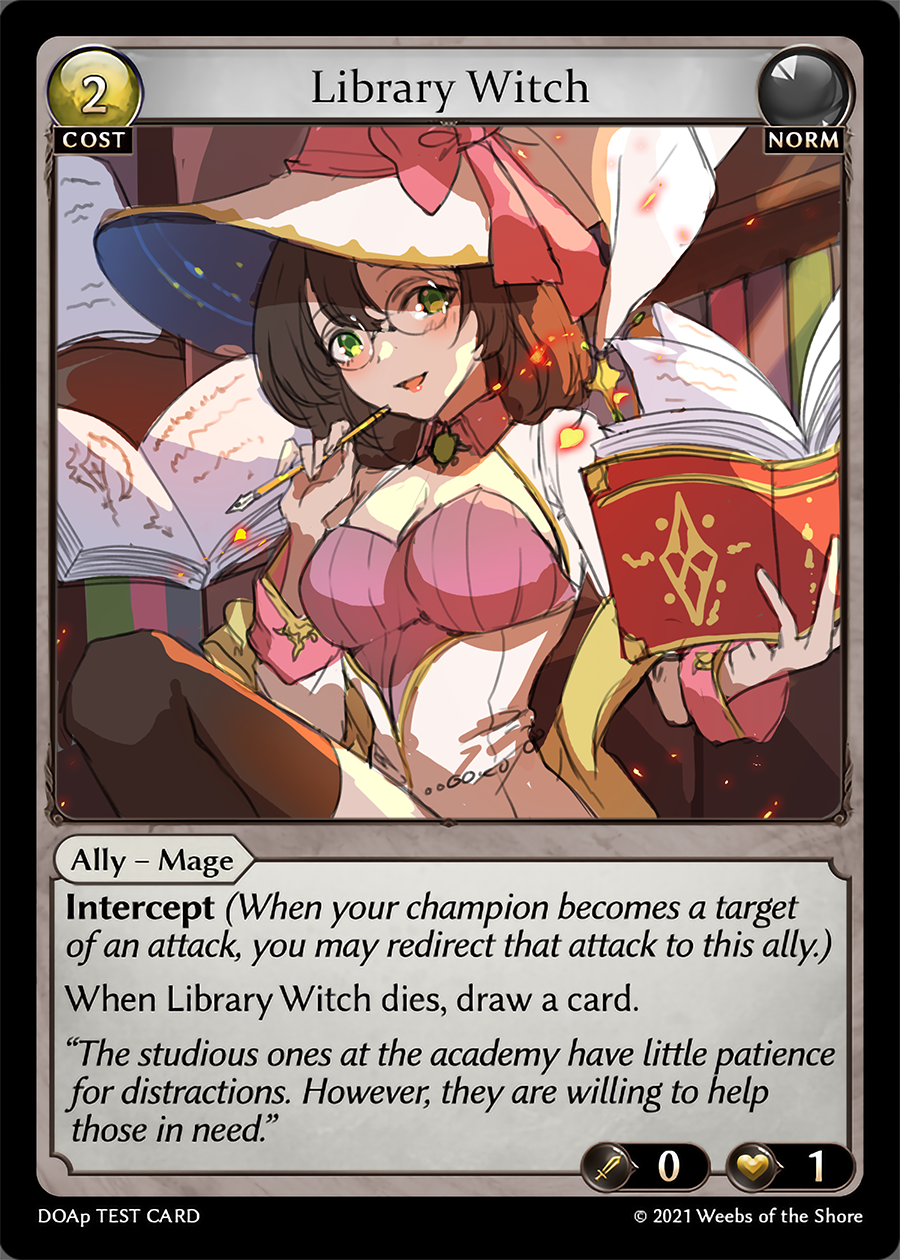 2
Library Witch
COST
NORM
Ally – Mage
Intercept (When your champion becomes a target
of an attack, you may redirect that attack to this ally.)
When Library Witch dies, draw a card.
“The studious ones at the academy have little patience
for distractions. However, they are willing to help
those in need.”
0
1
DOAp TEST CARD
© 2021 Weebs of the Shore